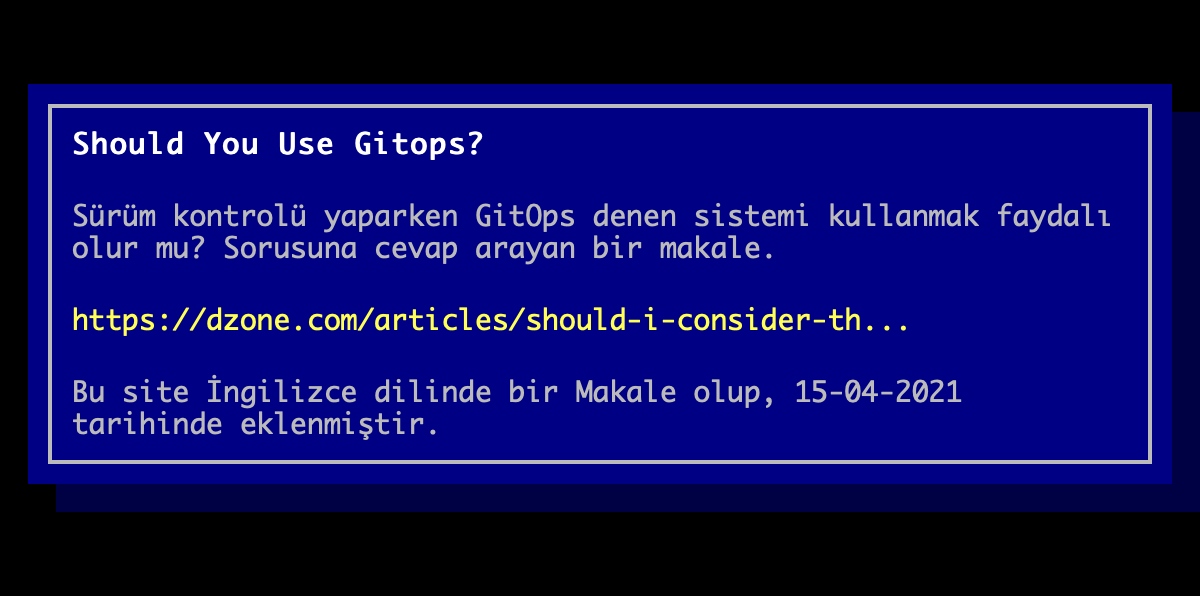 Should You Use Gitops?
Sürüm kontrolü yaparken GitOps denen sistemi kullanmak faydalı
olur mu? Sorusuna cevap arayan bir makale.
https://dzone.com/articles/should-i-consider-th...
Bu site İngilizce dilinde bir Makale olup, 15-04-2021
tarihinde eklenmiştir.